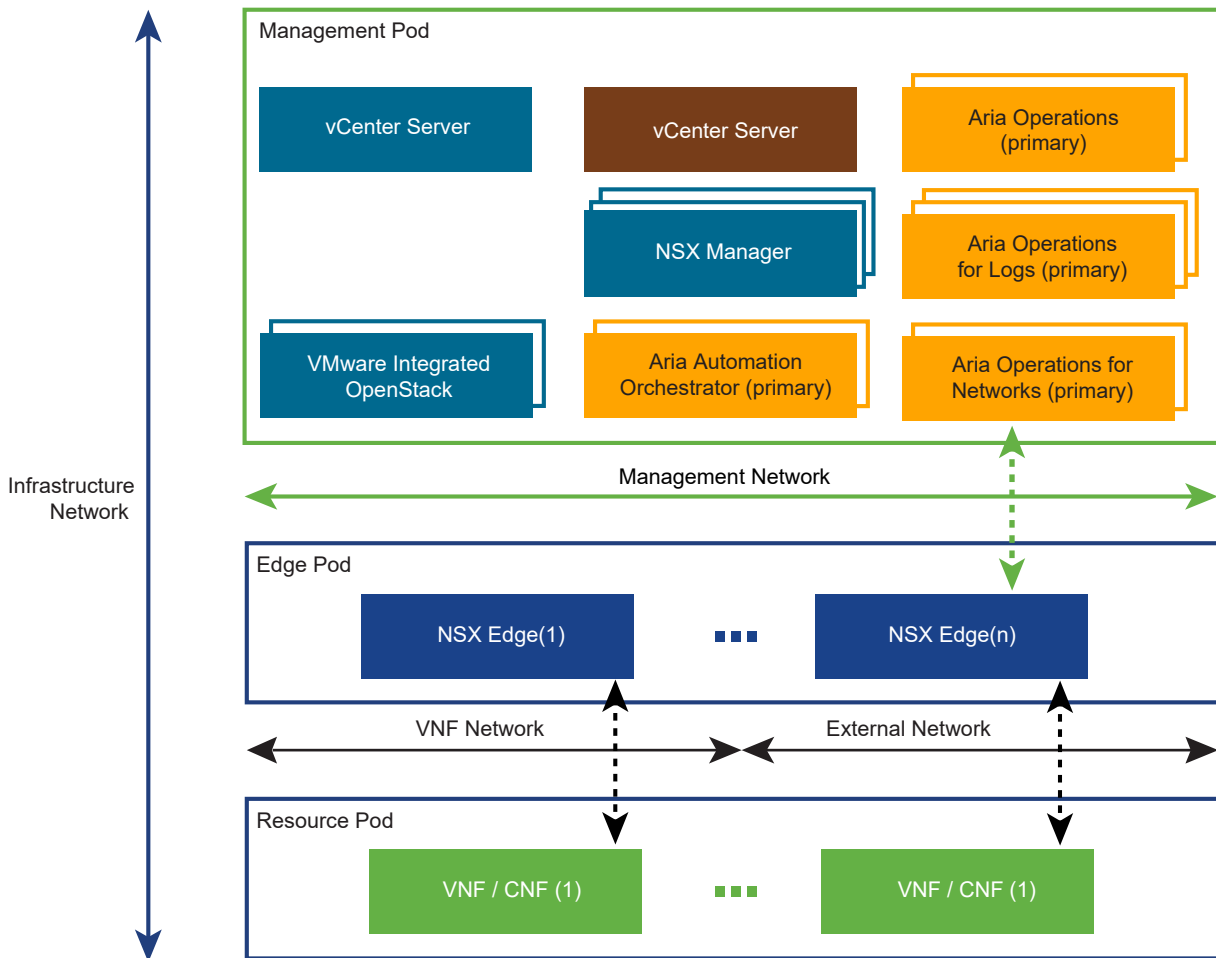 Management Pod
vCenter Server
vCenter Server
Aria Operations
(primary)
NSX Manager
Aria Operations
for Logs (primary)
VMware Integrated
OpenStack
Aria Automation
Orchestrator (primary)
Aria Operations for
Networks (primary)
Infrastructure
Network
Management Network
Edge Pod
NSX Edge(1)
NSX Edge(n)
VNF Network
External Network
Resource Pod
VNF / CNF (1)
VNF / CNF (1)